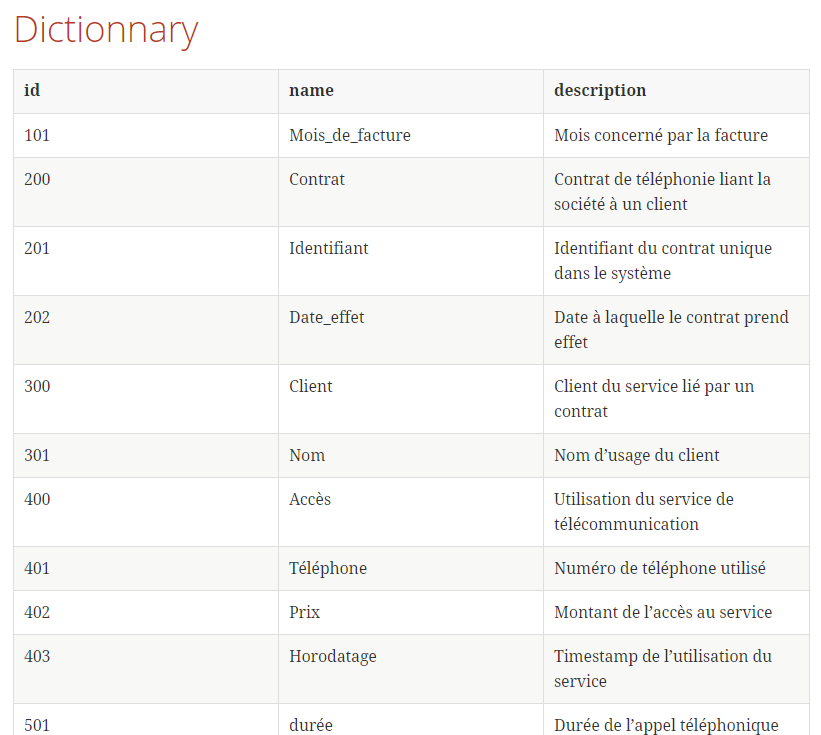 Dictionnary
id name description
101 Mois_de_facture Mois concerné par la facture
200 Contrat Contrat de téléphonie liant la
société à un client
201 Identifiant Identifiant du contrat unique
dans le système
202 Date_effet Date à laquelle le contrat prend
effet
300 Client Client du service lié par un
contrat
301 Nom Nom d’usage du client
400 Accès Utilisation du service de
télécommunication
401 Téléphone Numéro de téléphone utilisé
402 Prix Montant de l’accès au service
403 Horodatage Timestamp de l’utilisation du
service
501 durée Durée de l’appel téléphonique